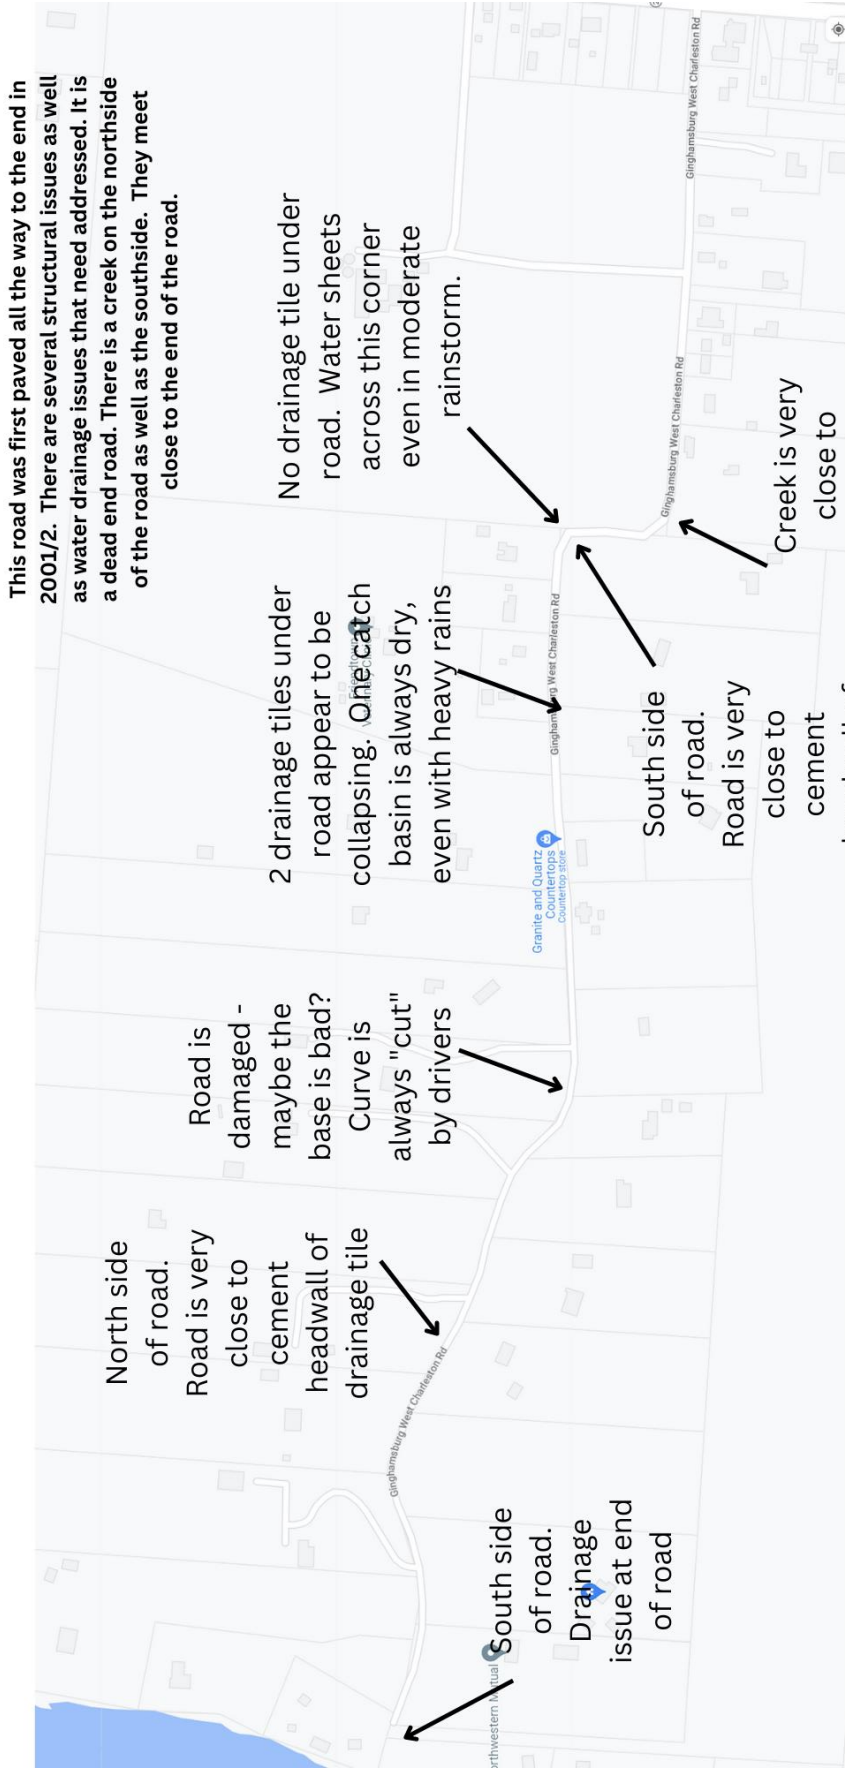 This road was first paved all the way to the end in
2001/2. There are several structural issues as well
as water drainage issues that need addressed. It is
a dead end road. There is a creek on the northside
of the road as well as the southside. They meet
close to the end of the road.
North side
of road.
Road is very
close to
cement
headwall of
drainage tile
Road is
damaged -
maybe the
base is bad?
Curve is
always "cut"
by drivers
2 drainage tiles under
road appear to be
collapsing. One catch
basin is always dry,
even with heavy rains
No drainage tile under
road. Water sheets
across this corner
even in moderate
rainstorm.
South side
of road.
Drainage
issue at end
of road
South side
of road.
Road is very
close to
cement
Creek is very
close to
Ginghamsburg West Charleston Rd
Granite and Quartz
Countertops
Countertop store
Ginghamsburg West Charleston Rd
Ginghamsburg West Charleston Rd
Ginghamsburg West Charleston Rd